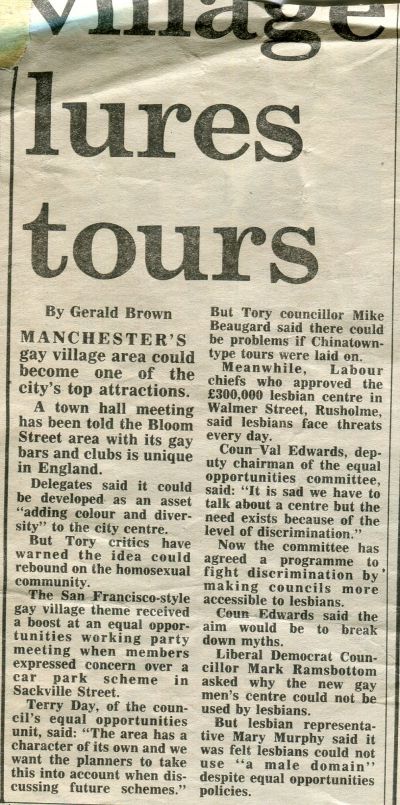 village
lures
tours
By Gerald Brown
MANCHESTER'S
gay village area could
become one of the
city's top attractions.
A town hall meeting
has been told the Bloom
Street area with its gay
bars and clubs is unique
in England.
Delegates said it could
be developed as an asset
"adding colour and diver-
sity" to the city centre.
But Tory critics have
warned the idea could
rebound on the homosexual
community.
The San Francisco-style
gay village theme received
a boost at an equal oppor-
tunities working party
meeting when members
expressed concern over a
car park scheme in
Sackville Street.
Terry Day, of the coun-
cil's equal opportunities
unit, said: "The area has a
character of its own and we
want the planners to take
this into account when dis-
cussing future schemes."
But Tory councillor Mike
Beaugard said there could
be problems if Chinatown-
type tours were laid on.
Meanwhile, Labour
chiefs who approved the
£300,000 lesbian centre in
Walmer Street, Rusholme,
said lesbians face threats
every day.
Coun Val Edwards, dep-
uty chairman of the equal
opportunities committee,
said: "It is sad we have to
talk about a centre but the
need exists because of the
level of discrimination."
Now the committee has
agreed a programme to
fight discrimination by
making councils more
accessible to lesbians.
Coun Edwards said the
aim would be to break
down myths.
Liberal Democrat Coun-
cillor Mark Ramsbottom
asked why the new gay
men's centre could not be
used by lesbians.
But lesbian representa-
tive Mary Murphy said it
was felt lesbians could not
use "a male domain"
despite equal opportunities
policies.